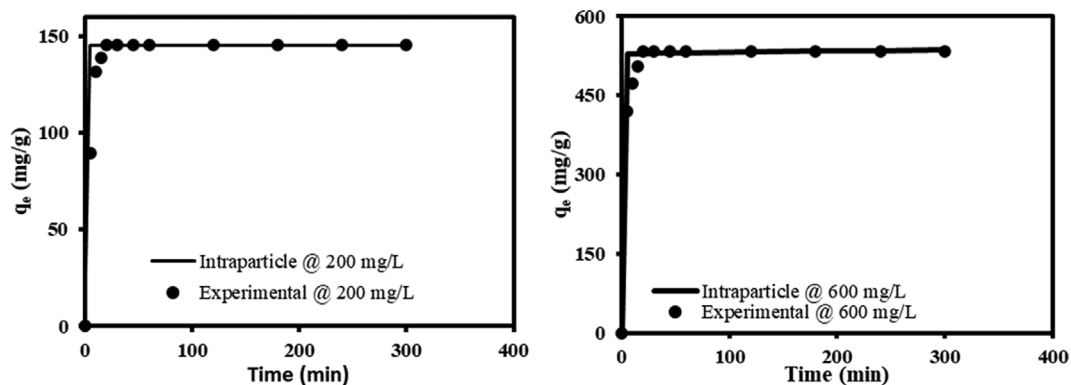 150
100
50
0
qe (mg/g)
Intraparticle @ 200 mg/L
Experimental @ 200 mg/L
0 100 200 300 400
Time (min)
600
450
300
150
0
qe (mg/g)
Intraparticle @ 600 mg/L
Experimental @ 600 mg/L
0 100 200 300 400
Time (min)